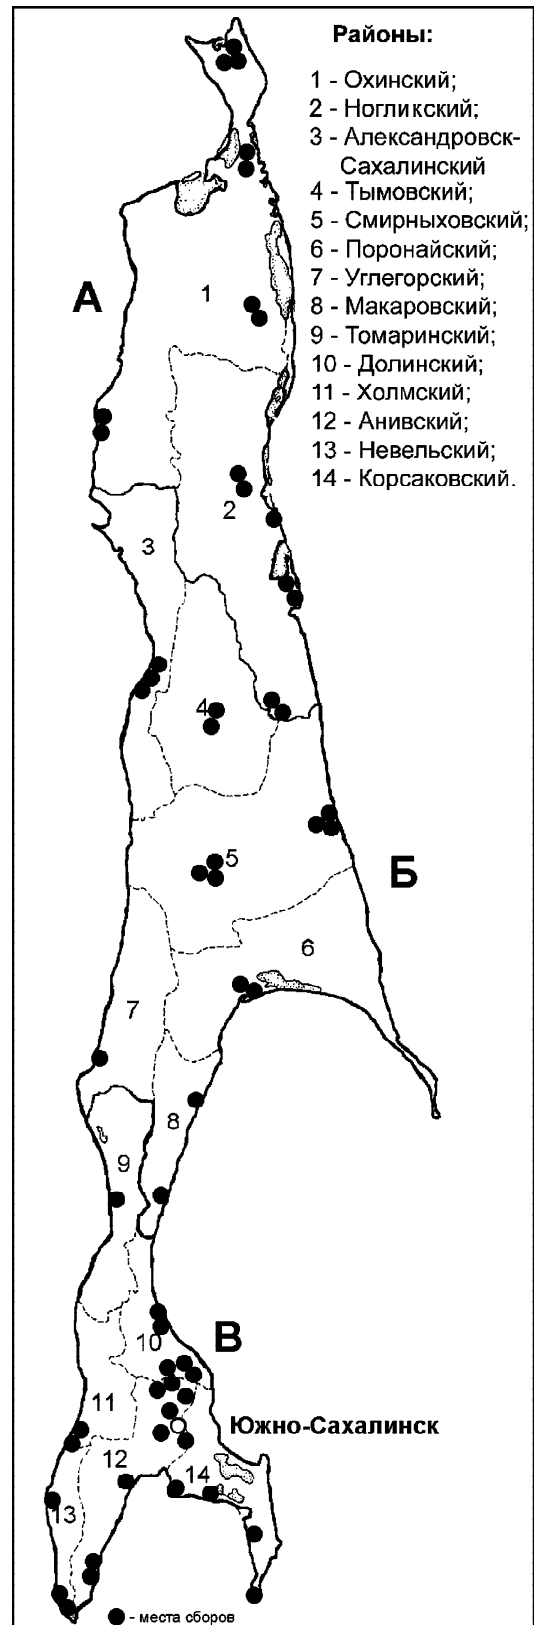 Районы:
1 - Охинский;
2 - Ногликский;
3 - Александровск-
Сахалинский
4 - Тымовский;
5 - Смирныховский;
6 - Поронайский;
7 - Углегорский;
8 - Макаровский;
9 - Томаринский;
10 - Долинский;
11 - Холмский;
12 - Анивский;
13 - Невельский;
14 - Корсаковский.
А
1
2
3
4
5
Б
6
7
8
9
В
10
11
Южно-Сахалинск
12
14
13
- места сборов